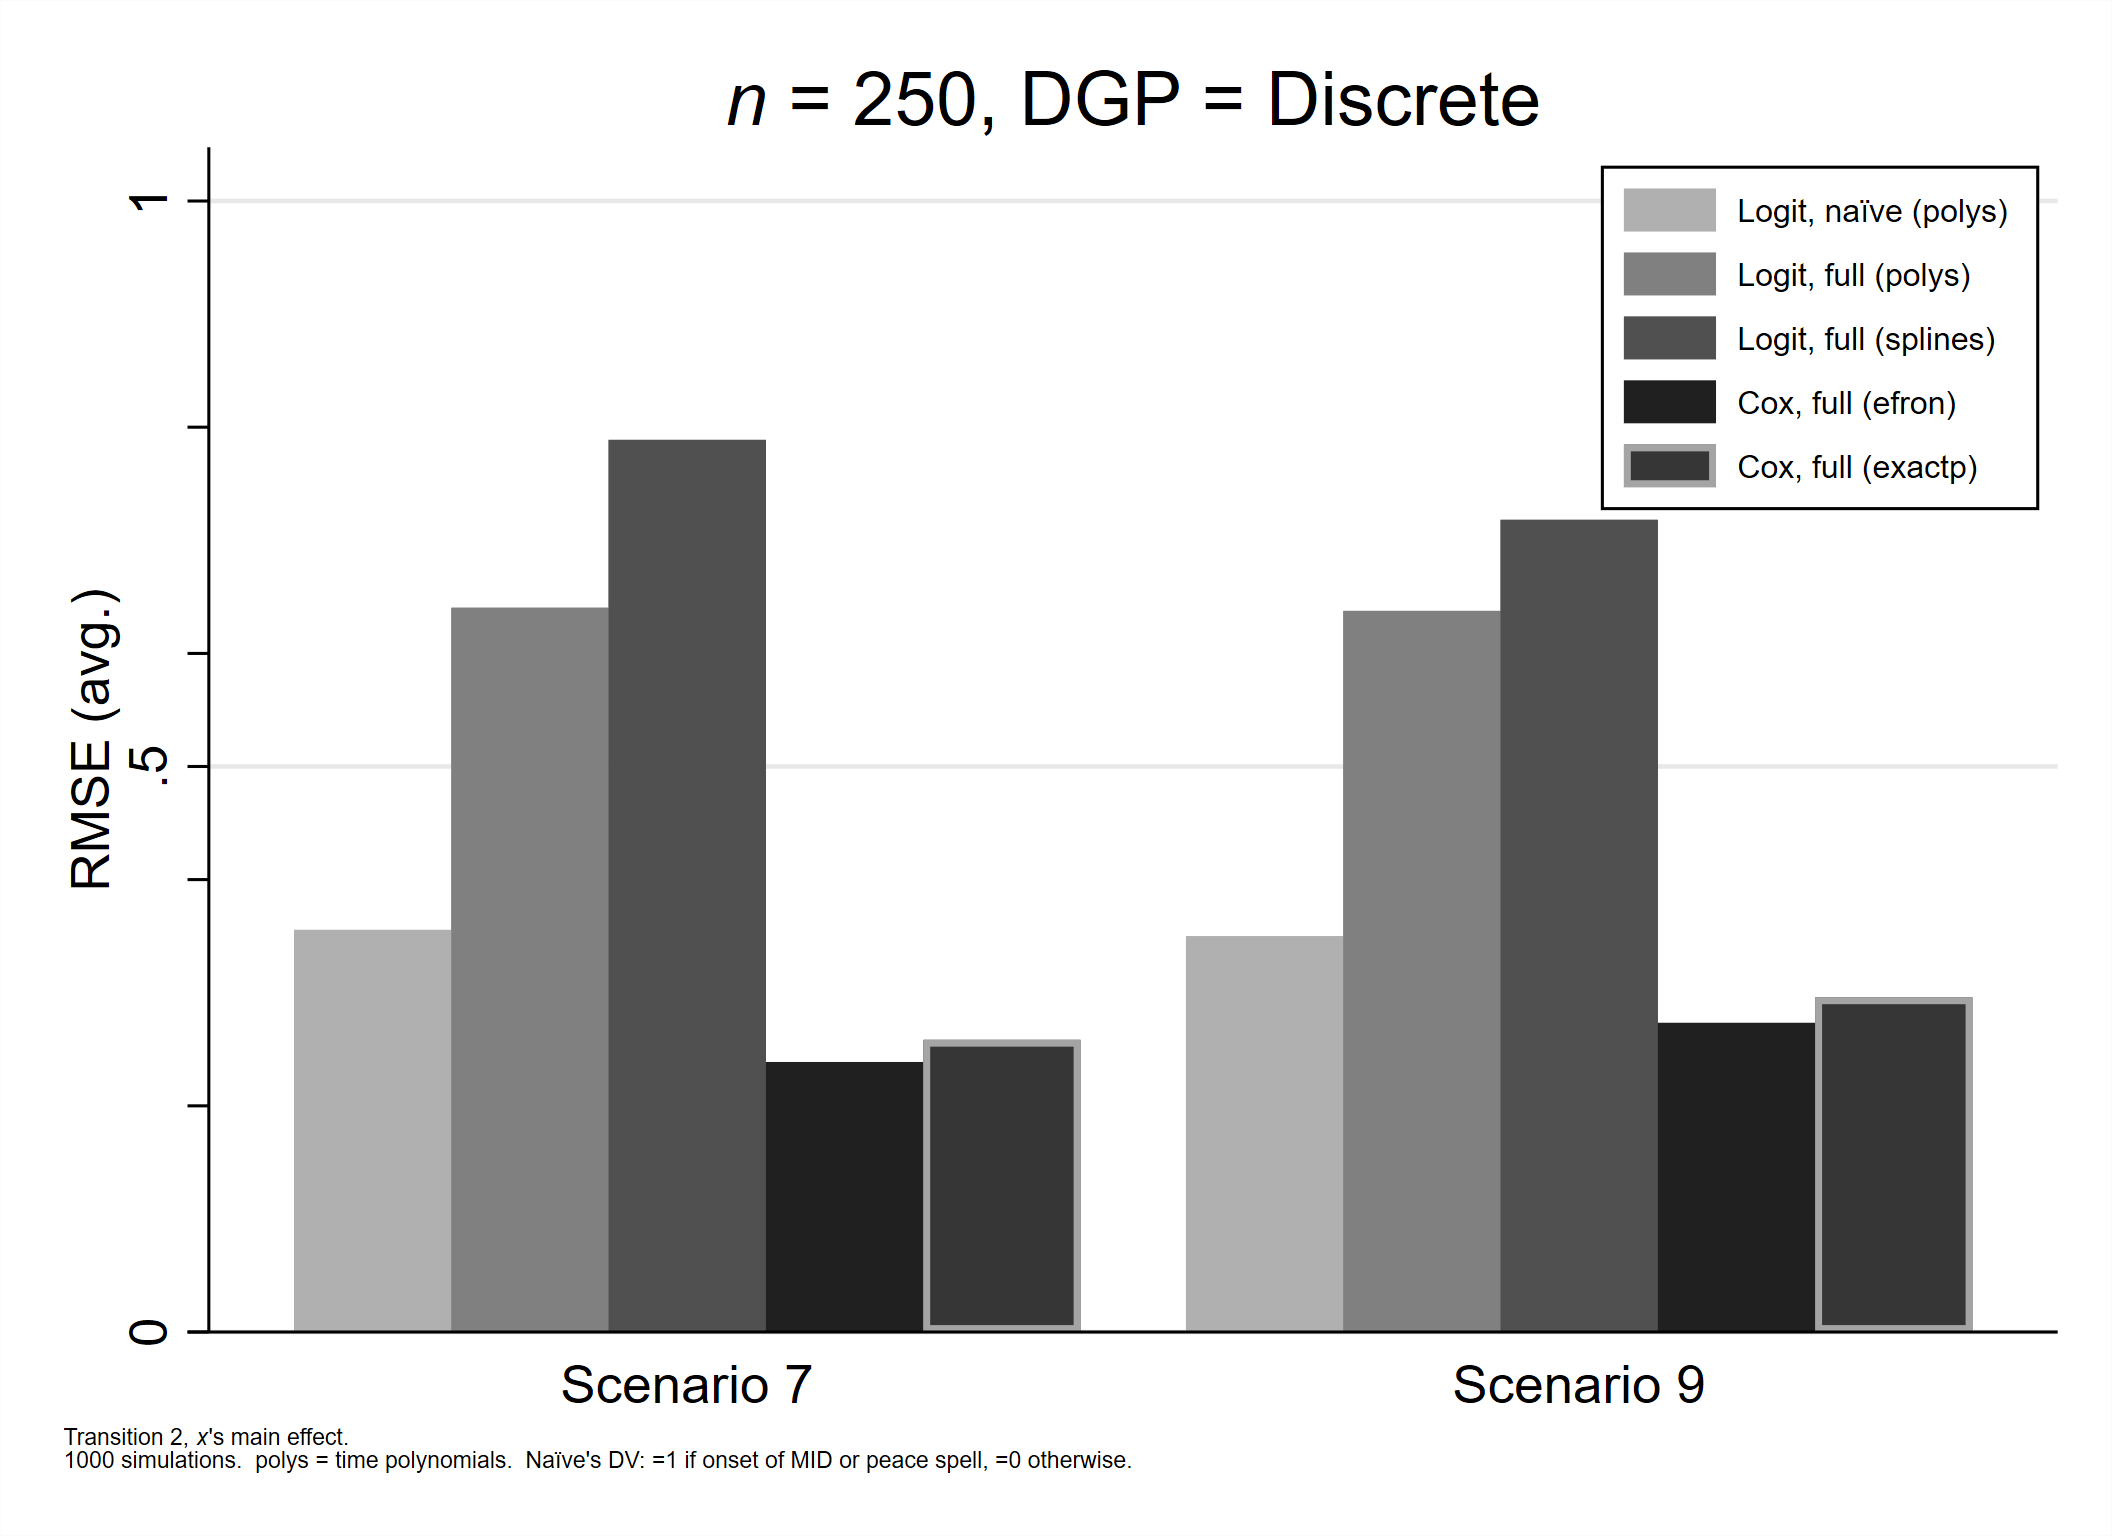 n = 250, DGP = Discrete
1
.5
0
RMSE (avg.)
Logit, naïve (polys)
Logit, full (polys)
Logit, full (splines)
Cox, full (efron)
Cox, full (exactp)
Scenario 7
Scenario 9
Transition 2, x's main effect.
1000 simulations.  polys = time polynomials.  Naïve's DV: =1 if onset of MID or peace spell, =0 otherwise.